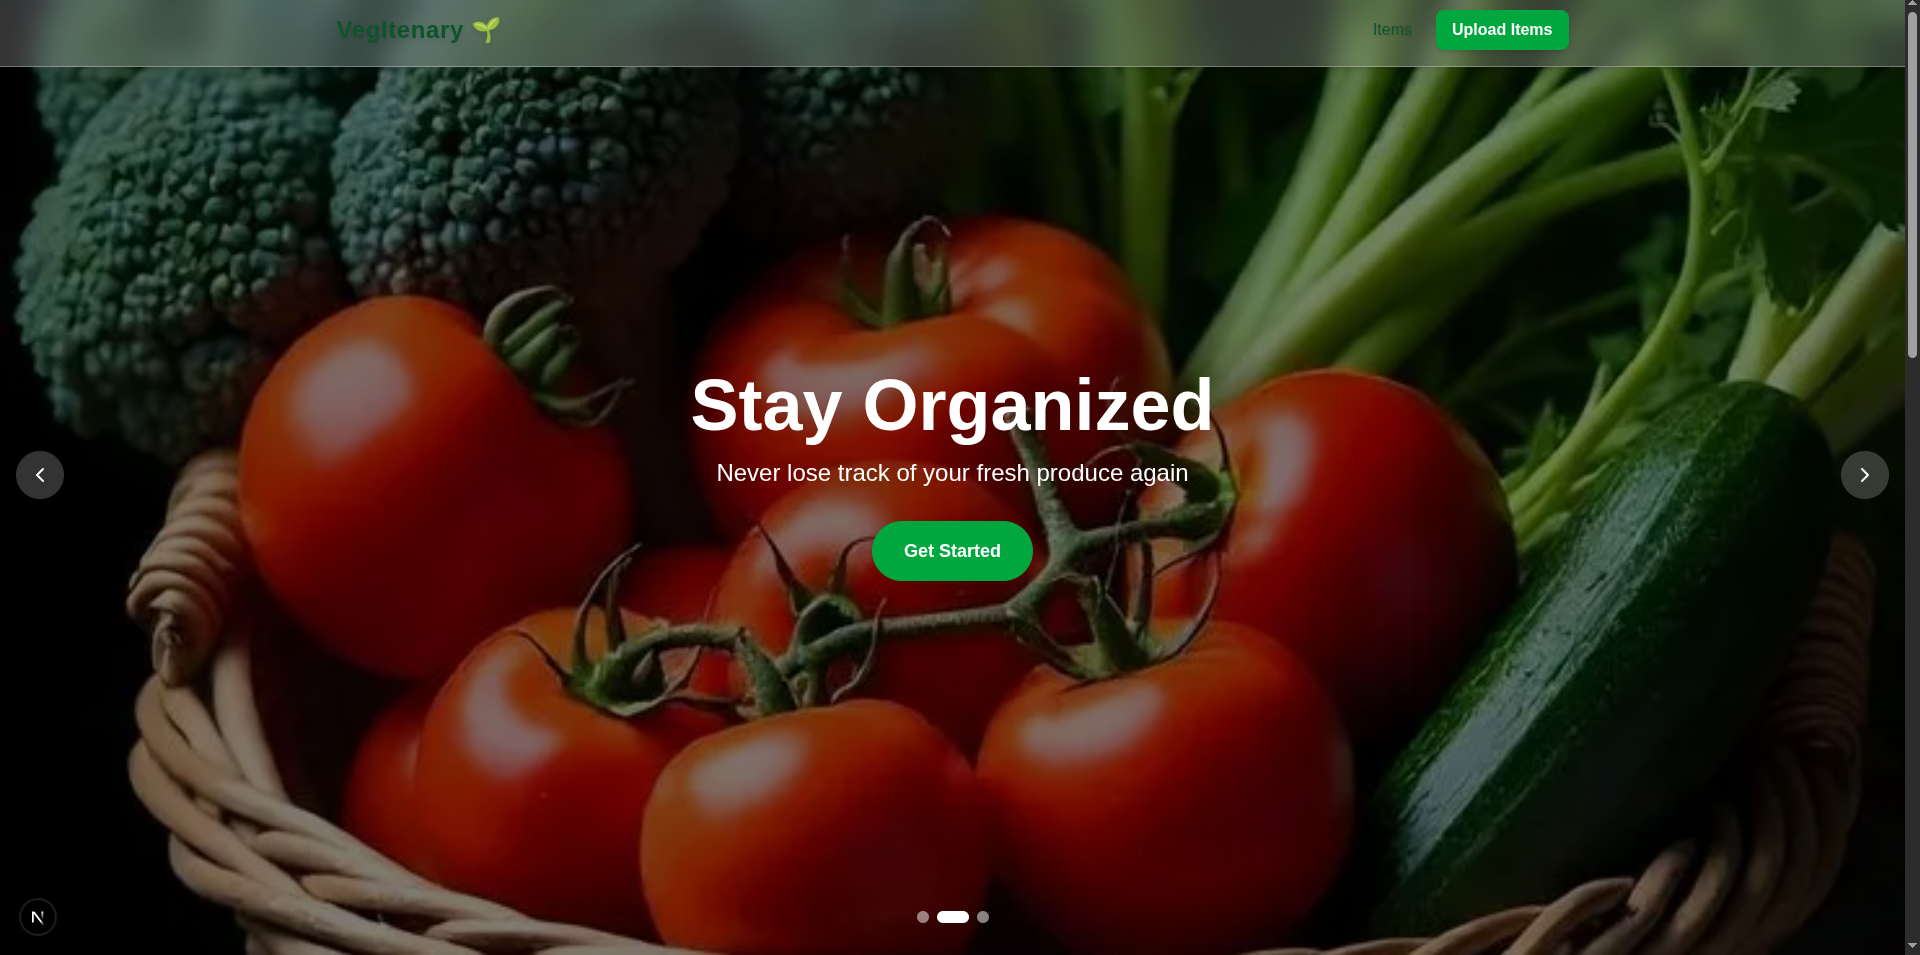 VegItenary 🌱
Items
Upload Items
Stay Organized
Never lose track of your fresh produce again
Get Started